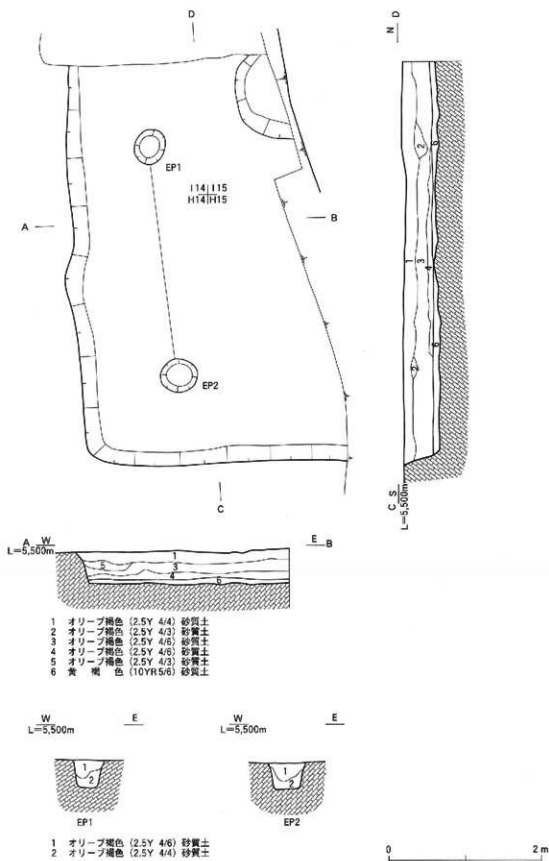 D
N D
EP1
I14 I15
H14 H15
A
B
EP2
C
2
6
1 3
4
2
6
C S
L=5,500m
A W
L=5,500m
E B
1
5 3
4
6
1 オリーブ褐色 (2.5Y 4/4) 砂質土
2 オリーブ褐色 (2.5Y 4/3) 砂質土
3 オリーブ褐色 (2.5Y 4/6) 砂質土
4 オリーブ褐色 (2.5Y 4/6) 砂質土
5 オリーブ褐色 (2.5Y 4/3) 砂質土
6 黄褐色 (10YR5/6) 砂質土
W E
L=5,500m
W E
L=5,500m
1
2
1
2
EP1
EP2
1 オリーブ褐色 (2.5Y 4/6) 砂質土
2 オリーブ褐色 (2.5Y 4/4) 砂質土
0 2m